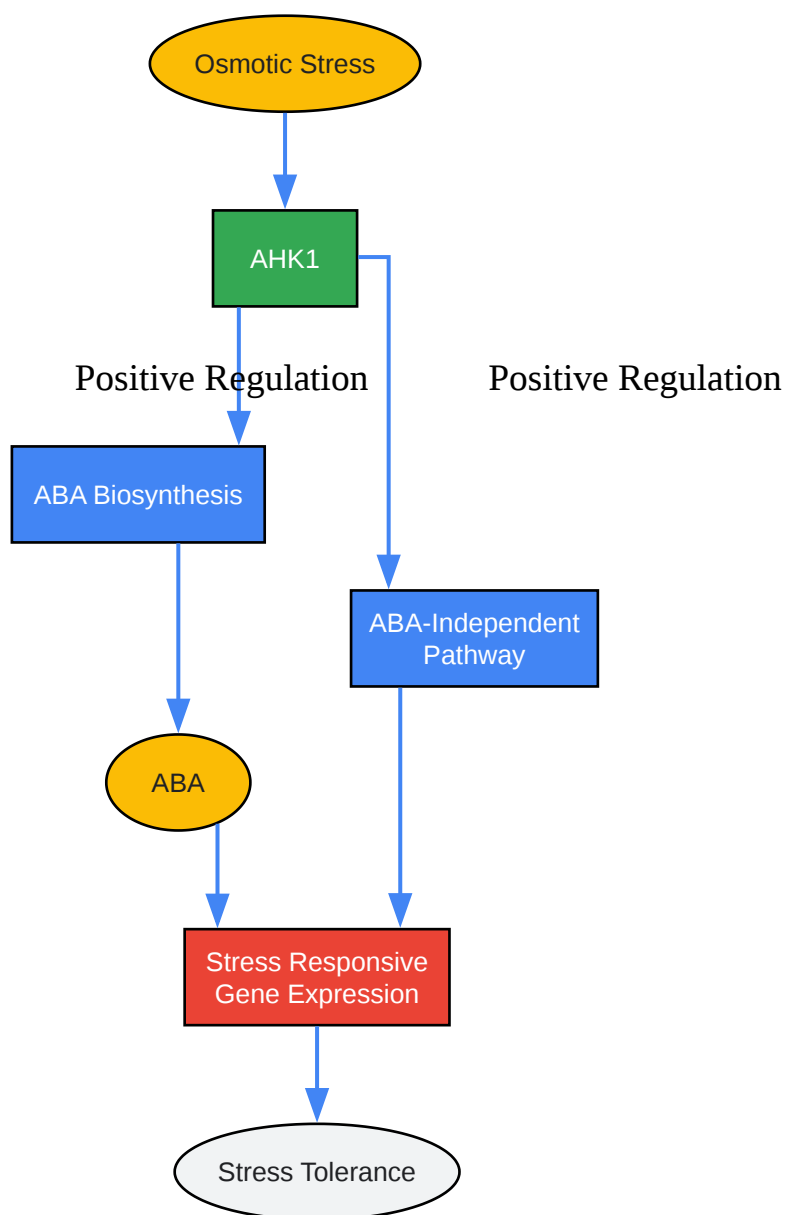 Osmotic Stress
AHK1
Positive Regulation
Positive Regulation
ABA Biosynthesis
ABA-Independent
Pathway
ABA
Stress Responsive
Gene Expression
Stress Tolerance